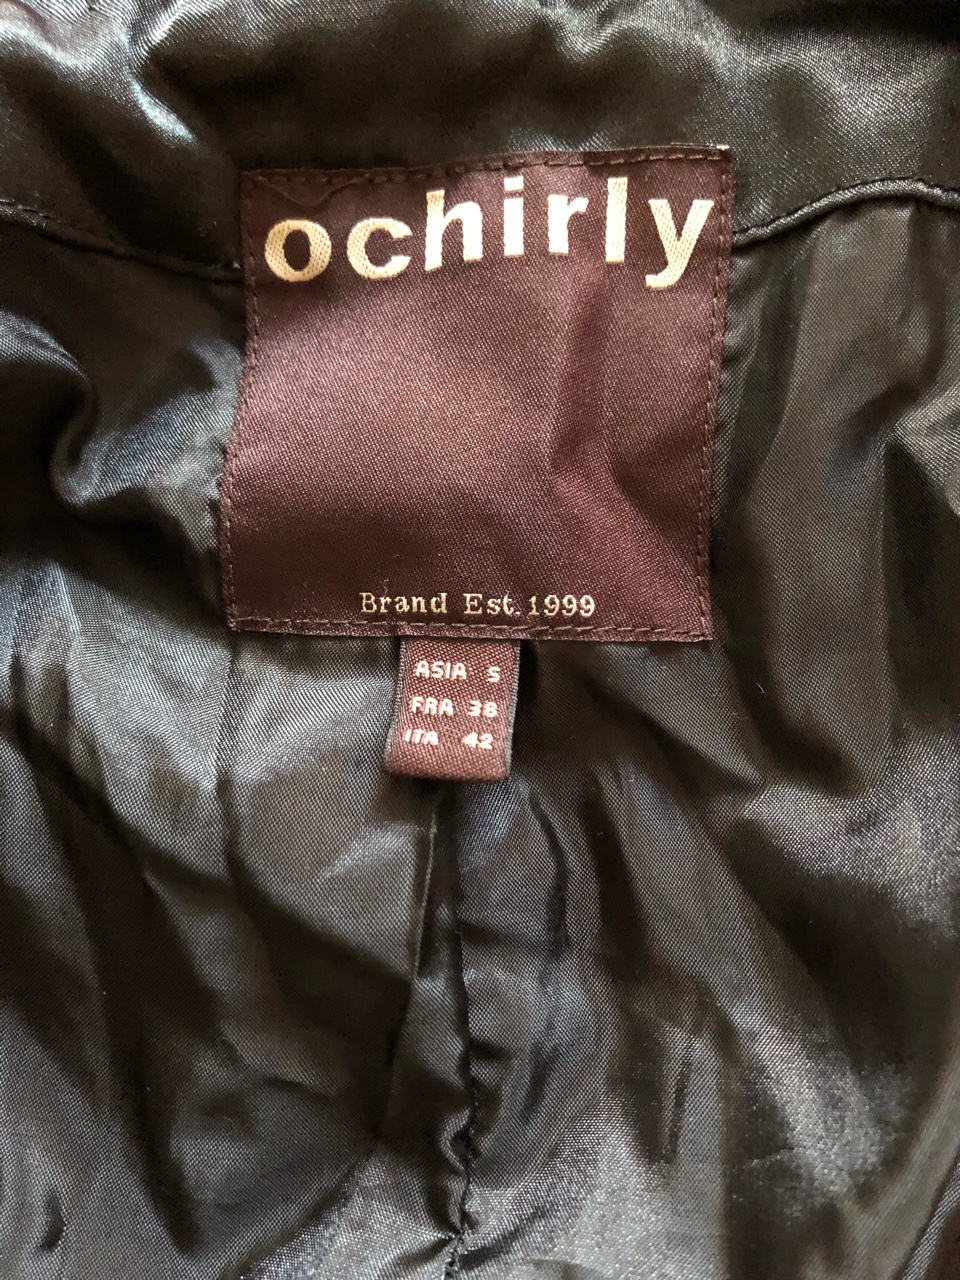 ochirly
Brand Est. 1999
ASIA S
FRA 38
ITA 42